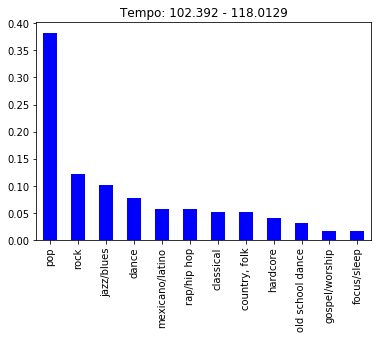 Tempo: 102.392 - 118.0129
0.40
0.35
0.30
0.25
0.20
0.15
0.10
0.05
0.00
pop
rock
jazz/blues
dance
mexicano/latino
rap/hip hop
classical
country, folk
hardcore
old school dance
gospel/worship
focus/sleep